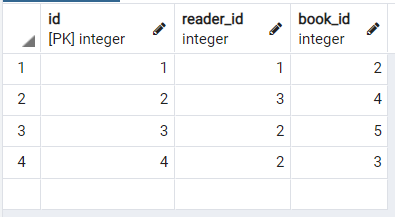 id reader_id book_id
[PK] integer integer integer
1 1 1 2
2 2 3 4
3 3 2 5
4 4 2 3